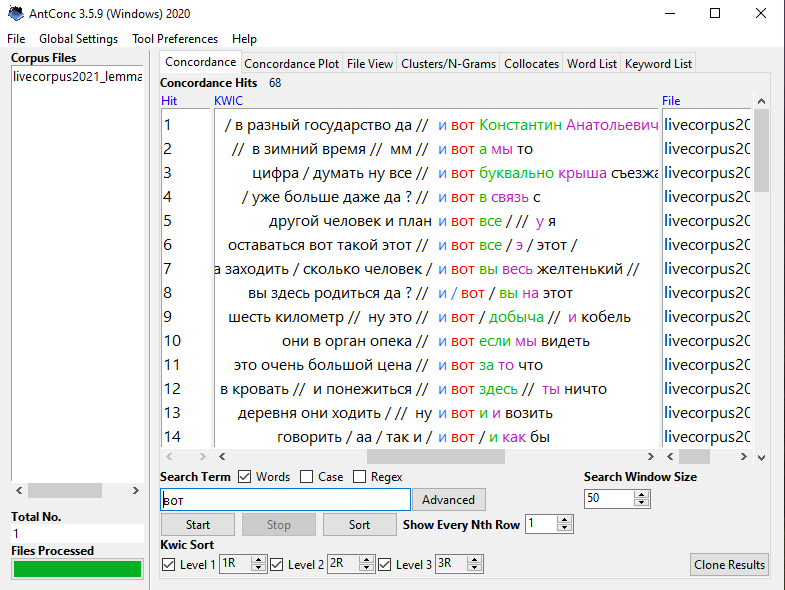 AntConc 3.5.9 (Windows) 2020
File Global Settings Tool Preferences Help
Corpus Files
livecorpus2021_lemma
Total No.
1
Files Processed
Concordance Concordance Plot File View Clusters/N-Grams Collocates Word List Keyword List
Concordance Hits 68
Hit KWIC File
1 / в разный государство да // и вот Константин Анатольевич livecorpus20
2 // в зимний время // мм // и вот а мы то livecorpus20
3 цифра / думать ну все // и вот буквально крыша съезжа livecorpus20
4 / уже больше даже да ? // и вот в связь с livecorpus20
5 другой человек и план и вот все / // у я livecorpus20
6 оставаться вот такой этот // и вот все / э / этот / livecorpus20
7 а заходить / сколько человек / и вот вы весь желтенький // livecorpus20
8 вы здесь родиться да ? // и / вот / вы на этот livecorpus20
9 шесть километр // ну это // и вот / добыча // и кобель livecorpus20
10 они в орган опека // и вот если мы видеть livecorpus20
11 это очень большой цена // и вот за то что livecorpus20
12 в кровать // и понежиться // и вот здесь // ты ничто livecorpus20
13 деревня они ходить / // ну и вот и и возить livecorpus20
14 говорить / аа / так и / и вот / и как бы livecorpus20
Search Term Words Case Regex Search Window Size
вот Advanced 50
Start Stop Sort Show Every Nth Row 1
Kwic Sort
Level 1 1R Level 2 2R Level 3 3R Clone Results